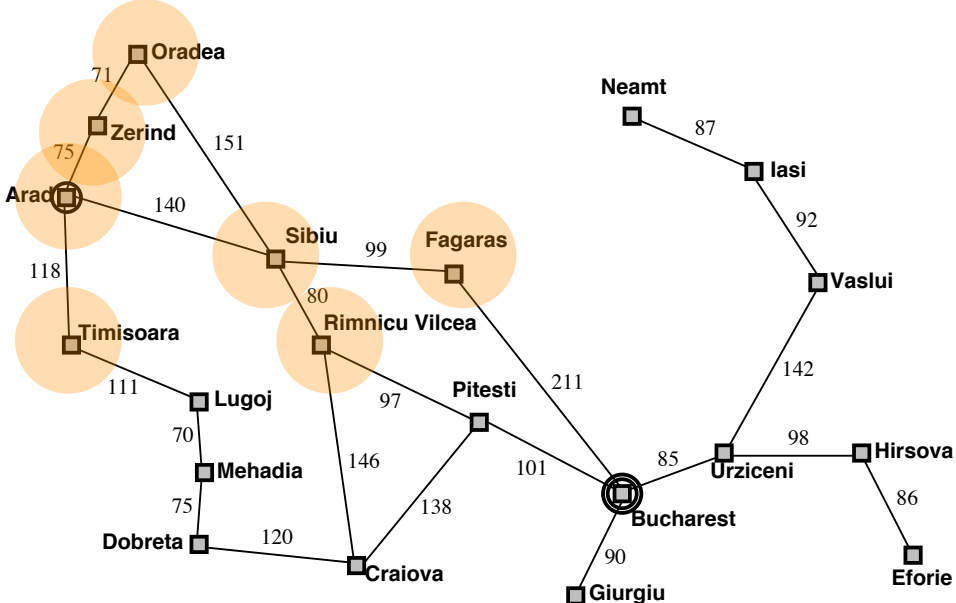 Oradea
71
Neamt
87
Zerind
75
151
Iasi
Arad
140
92
Sibiu
99
Fagaras
118
80
Vaslui
Timisoara
Rimnicu Vilcea
142
111
Lugoj
97
Pitesti
211
70
146
101
85
98
Hirsova
Mehadia
Urziceni
75
138
86
Bucharest
Dobreta
120
90
Craiova
Eforie
Giurgiu